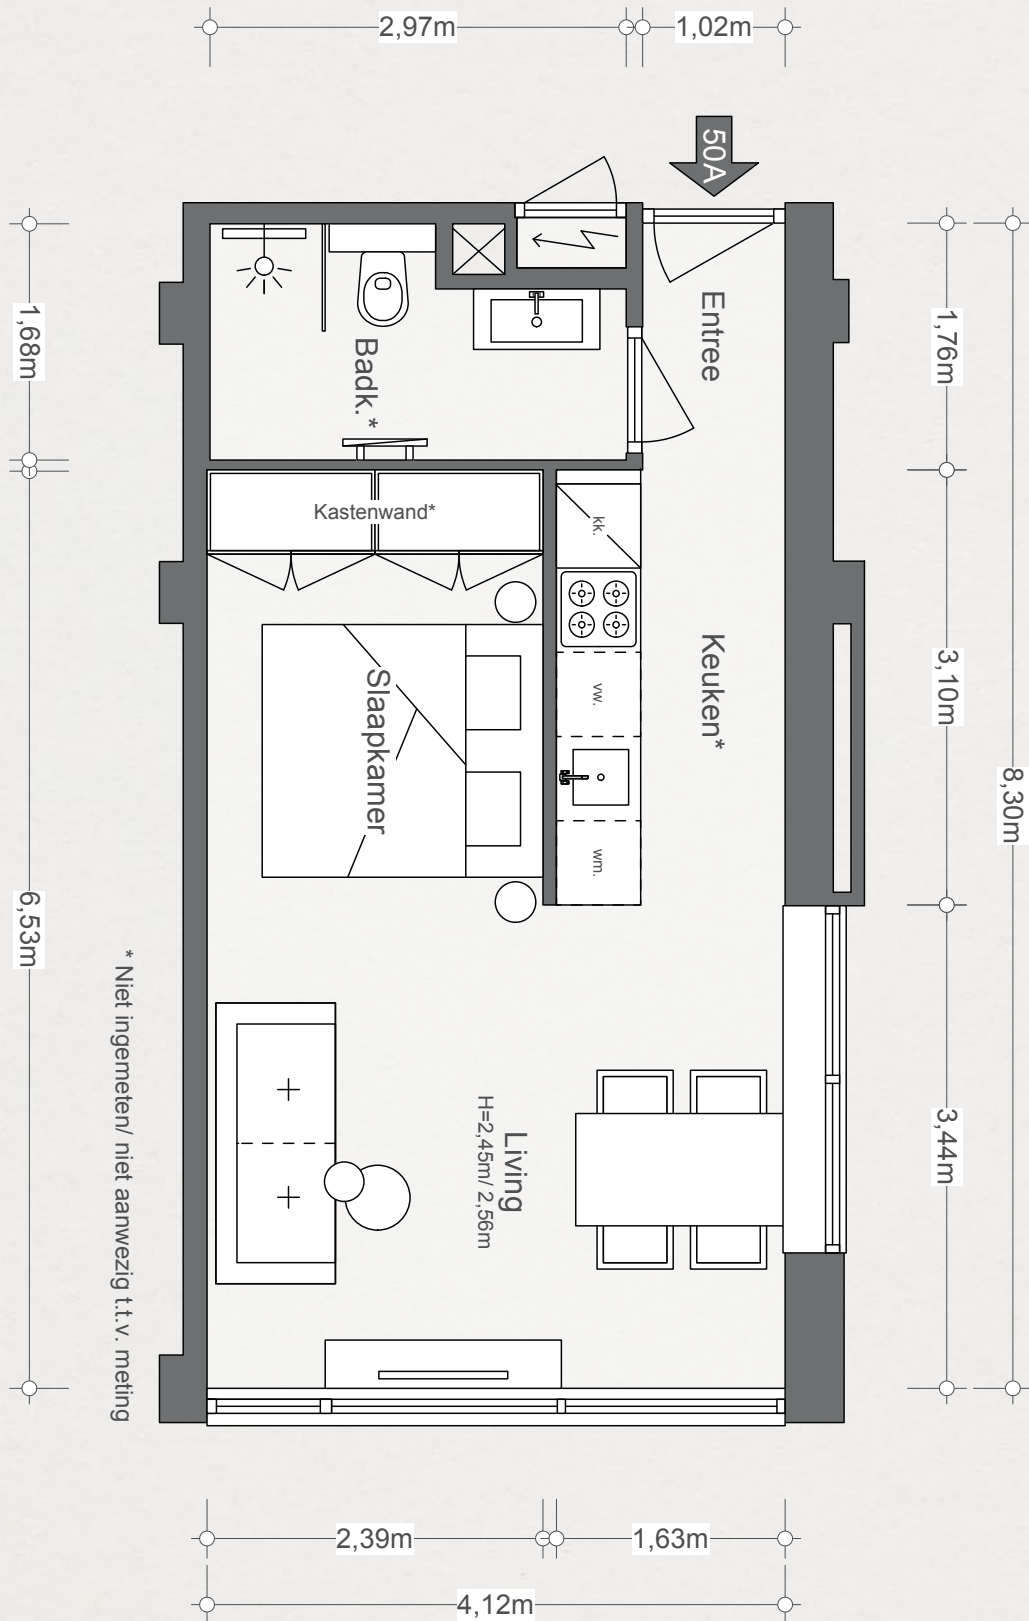 2,97m
1,02m
50A
Entree
1,68m
1,76m
Badk.*
Kastenwand*
kk.
Keuken*
3,10m
Slaapkamer
vw.
8,30m
wm.
6,53m
* Niet ingemeten/ niet aanwezig t.t.v. meting
Living
H=2,45m/ 2,56m
3,44m
2,39m
1,63m
4,12m